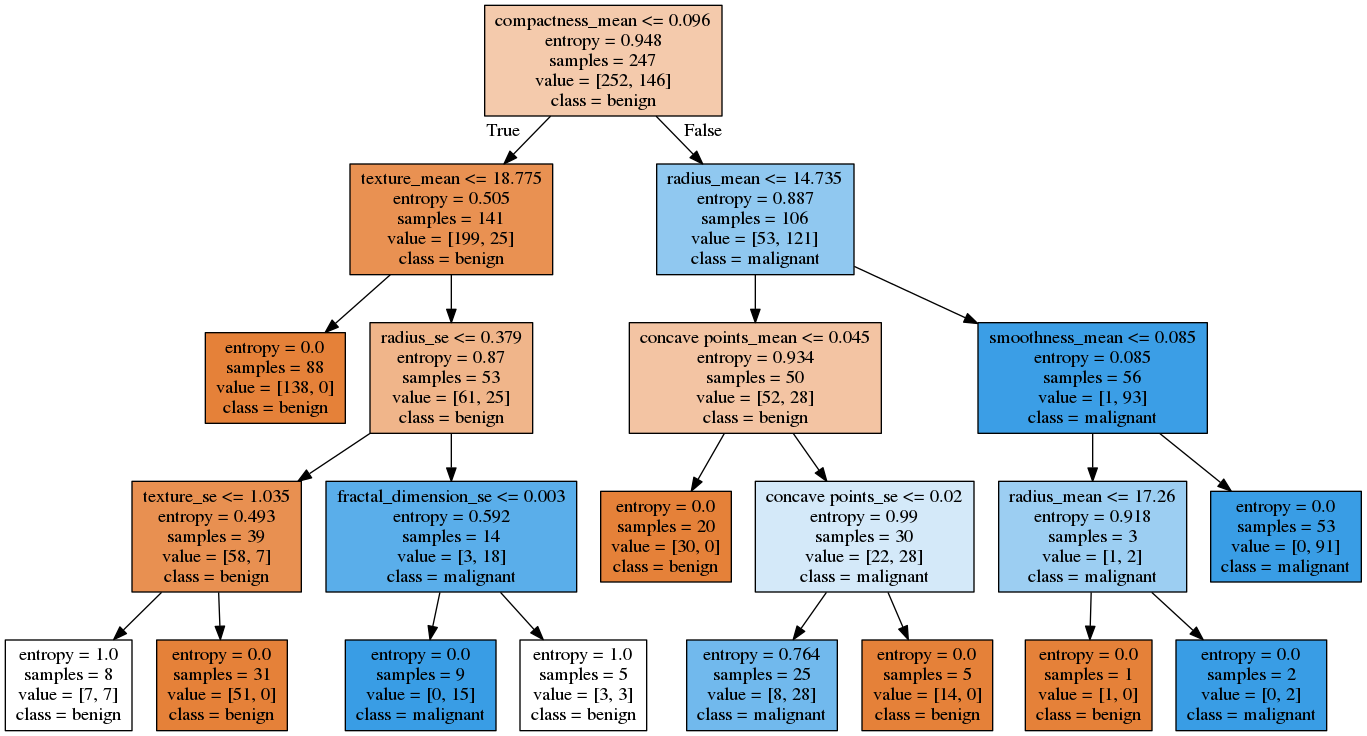 compactness_mean <= 0.096
entropy = 0.948
samples = 247
value = [252, 146]
class = benign
True
False
texture_mean <= 18.775
entropy = 0.505
samples = 141
value = [199, 25]
class = benign
radius_mean <= 14.735
entropy = 0.887
samples = 106
value = [53, 121]
class = malignant
entropy = 0.0
samples = 88
value = [138, 0]
class = benign
radius_se <= 0.379
entropy = 0.87
samples = 53
value = [61, 25]
class = benign
concave points_mean <= 0.045
entropy = 0.934
samples = 50
value = [52, 28]
class = benign
smoothness_mean <= 0.085
entropy = 0.085
samples = 56
value = [1, 93]
class = malignant
texture_se <= 1.035
entropy = 0.493
samples = 39
value = [58, 7]
class = benign
fractal_dimension_se <= 0.003
entropy = 0.592
samples = 14
value = [3, 18]
class = malignant
entropy = 0.0
samples = 20
value = [30, 0]
class = benign
concave points_se <= 0.02
entropy = 0.99
samples = 30
value = [22, 28]
class = malignant
radius_mean <= 17.26
entropy = 0.918
samples = 3
value = [1, 2]
class = malignant
entropy = 0.0
samples = 53
value = [0, 91]
class = malignant
entropy = 1.0
samples = 8
value = [7, 7]
class = benign
entropy = 0.0
samples = 31
value = [51, 0]
class = benign
entropy = 0.0
samples = 9
value = [0, 15]
class = malignant
entropy = 1.0
samples = 5
value = [3, 3]
class = benign
entropy = 0.764
samples = 25
value = [8, 28]
class = malignant
entropy = 0.0
samples = 5
value = [14, 0]
class = benign
entropy = 0.0
samples = 1
value = [1, 0]
class = benign
entropy = 0.0
samples = 2
value = [0, 2]
class = malignant